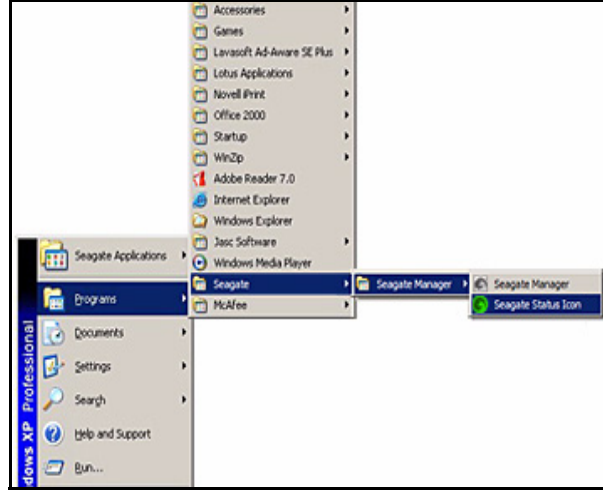 Accessories
Games
Lavasoft Ad-Aware SE Plus
Lotus Applications
Novell iPrint
Office 2000
Startup
WinZip
Adobe Reader 7.0
Internet Explorer
Windows Explorer
Jasc Software
Windows Media Player
Seagate
McAfee
Seagate Manager
Seagate Manager
Seagate Status Icon
Seagate Applications
Programs
Documents
Settings
Search
Help and Support
Run...
dows XP Professional